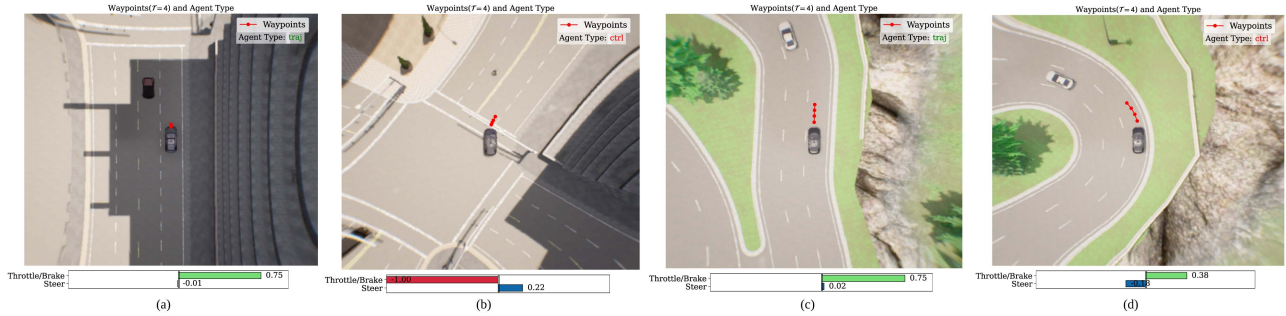 Waypoints(T=4) and Agent Type
Waypoints
Agent Type: traj
Throttle/Brake
0.75
Steer
-0.01
(a)
Waypoints(T=4) and Agent Type
Waypoints
Agent Type: ctrl
Throttle/Brake
-1.00
Steer
0.22
(b)
Waypoints(T=4) and Agent Type
Waypoints
Agent Type: traj
Throttle/Brake
0.75
Steer
0.02
(c)
Waypoints(T=4) and Agent Type
Waypoints
Agent Type: ctrl
Throttle/Brake
0.38
Steer
(d)